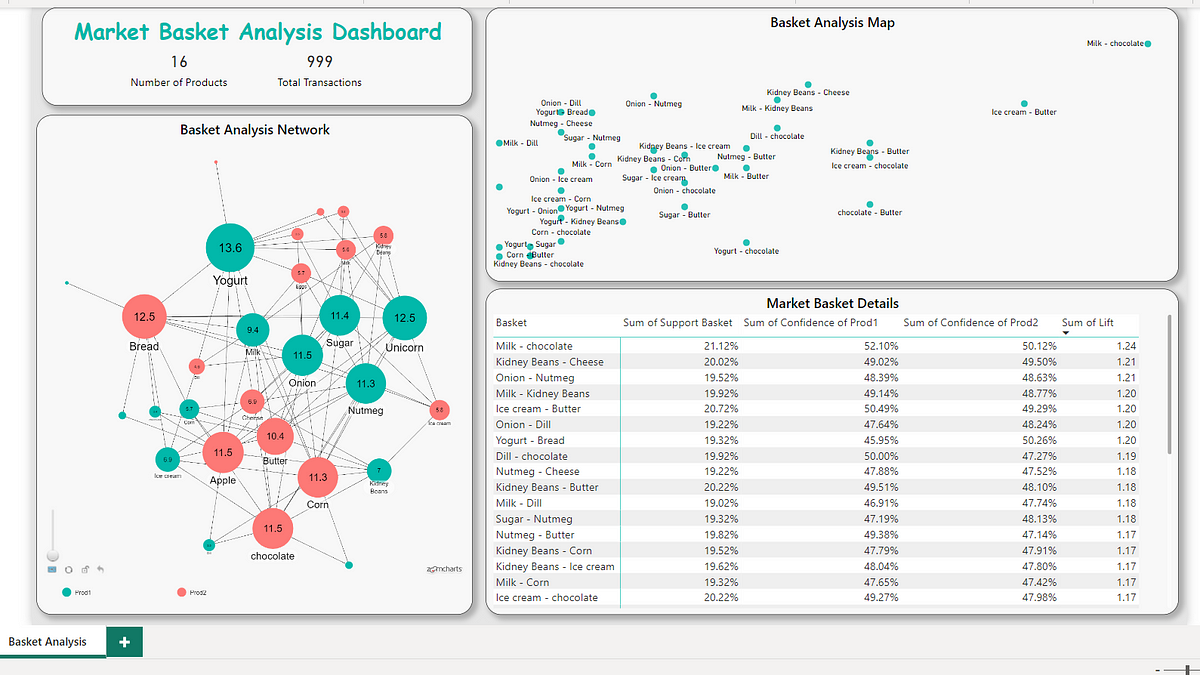 Market Basket Analysis Dashboard
16 999
Number of Products Total Transactions
Basket Analysis Network
13.6
Yogurt
5.8
Kidney Beans
5.6
Milk
5.7
Eggs
12.5
Bread
9.4
Milk
11.4
Sugar
12.5
Unicorn
11.5
Onion
11.3
Nutmeg
6.9
Cheese
5.7
Corn
5.8
Ice cream
10.4
Butter
11.5
Apple
6.9
Ice cream
11.3
Corn
7
Kidney Beans
11.5
chocolate
zoomcharts
Prod1 Prod2
Basket Analysis Map
Milk - chocolate
Kidney Beans - Cheese
Onion - Dill
Onion - Nutmeg
Milk - Kidney Beans
Ice cream - Butter
Yogurt - Bread
Nutmeg - Cheese
Sugar - Nutmeg
Dill - chocolate
Milk - Dill
Kidney Beans - Ice cream
Kidney Beans - Butter
Milk - Corn
Kidney Beans - Corn
Nutmeg - Butter
Ice cream - chocolate
Onion - Butter
Onion - Ice cream
Sugar - Ice cream
Milk - Butter
Onion - chocolate
Ice cream - Corn
Yogurt - Onion
Yogurt - Nutmeg
Sugar - Butter
chocolate - Butter
Yogurt - Kidney Beans
Corn - chocolate
Yogurt - Sugar
Yogurt - chocolate
Corn - Butter
Kidney Beans - chocolate
Market Basket Details
Basket Sum of Support Basket Sum of Confidence of Prod1 Sum of Confidence of Prod2 Sum of Lift
Milk - chocolate 21.12% 52.10% 50.12% 1.24
Kidney Beans - Cheese 20.02% 49.02% 49.50% 1.21
Onion - Nutmeg 19.52% 48.39% 48.63% 1.21
Milk - Kidney Beans 19.92% 49.14% 48.77% 1.20
Ice cream - Butter 20.72% 50.49% 49.29% 1.20
Onion - Dill 19.22% 47.64% 48.24% 1.20
Yogurt - Bread 19.32% 45.95% 50.26% 1.20
Dill - chocolate 19.92% 50.00% 47.27% 1.19
Nutmeg - Cheese 19.22% 47.88% 47.52% 1.18
Kidney Beans - Butter 20.22% 49.51% 48.10% 1.18
Milk - Dill 19.02% 46.91% 47.74% 1.18
Sugar - Nutmeg 19.32% 47.19% 48.13% 1.18
Nutmeg - Butter 19.82% 49.38% 47.14% 1.17
Kidney Beans - Corn 19.52% 47.79% 47.91% 1.17
Kidney Beans - Ice cream 19.62% 48.04% 47.80% 1.17
Milk - Corn 19.32% 47.65% 47.42% 1.17
Ice cream - chocolate 20.22% 49.27% 47.98% 1.17
Basket Analysis +